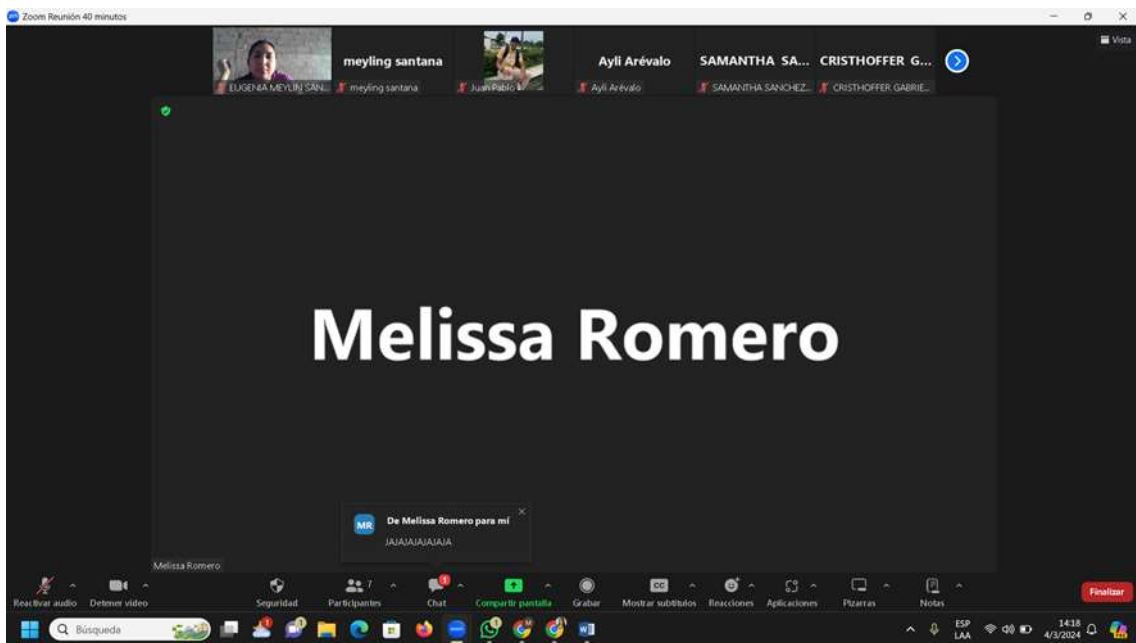 Zoom Reunión 40 minutos
Vista
meyling santana
Ayli Arévalo
SAMANTHA SA...
CRISTHOFFER G...
EUGENIA MEYLIN SAN...
meyling santana
Juan Pablo
Ayli Arévalo
SAMANTHA SANCHEZ...
CRISTHOFFER GABRIE...
Melissa Romero
MR
De Melissa Romero para mí
JAJAJAJAJAJAJA
Melissa Romero
Reactivar audio
Detener video
Seguridad
Participantes
7
Chat
1
Compartir pantalla
Grabar
CC
Mostrar subtítulos
Reacciones
Aplicaciones
Pizarras
Notas
Finalizar
Búsqueda
ESP
LAA
14:18
4/3/2024